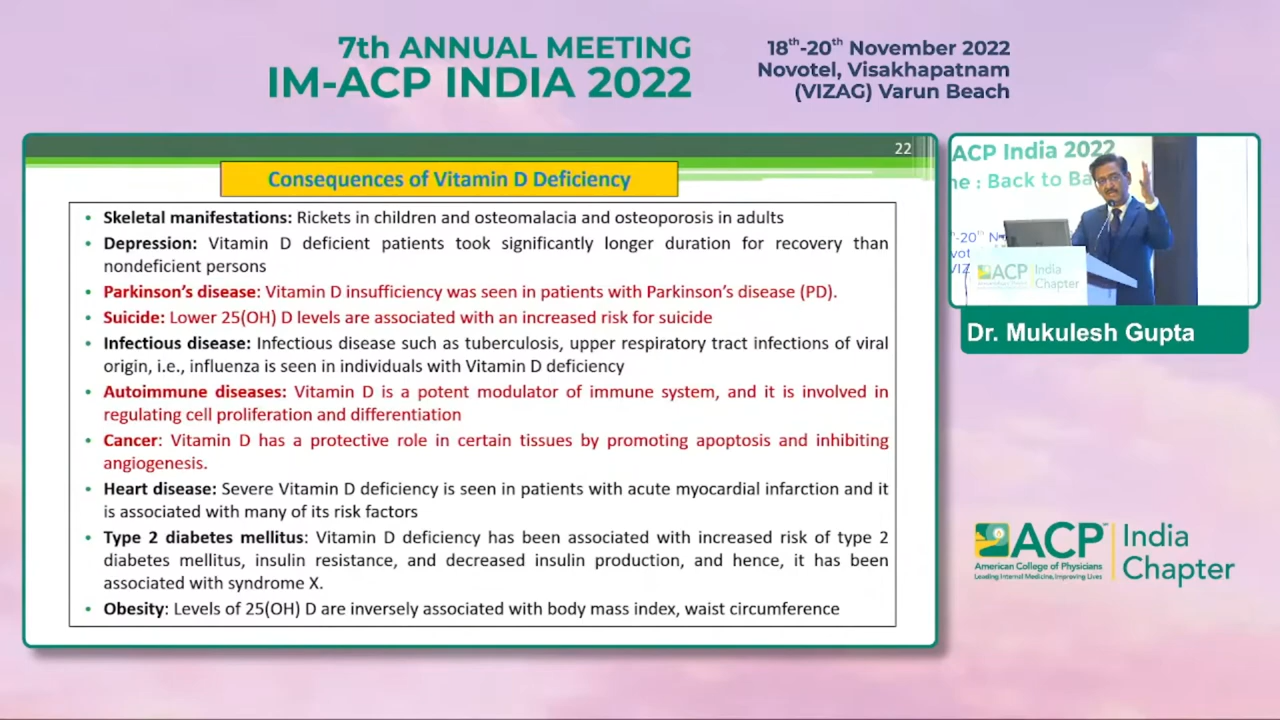 7th ANNUAL MEETING
IM-ACP INDIA 2022
18th-20th November 2022
Novotel, Visakhapatnam
(VIZAG) Varun Beach
22
Consequences of Vitamin D Deficiency
• Skeletal manifestations: Rickets in children and osteomalacia and osteoporosis in adults
• Depression: Vitamin D deficient patients took significantly longer duration for recovery than
nondeficient persons
• Parkinson's disease: Vitamin D insufficiency was seen in patients with Parkinson's disease (PD).
• Suicide: Lower 25(OH) D levels are associated with an increased risk for suicide
• Infectious disease: Infectious disease such as tuberculosis, upper respiratory tract infections of viral
origin, i.e., influenza is seen in individuals with Vitamin D deficiency
• Autoimmune diseases: Vitamin D is a potent modulator of immune system, and it is involved in
regulating cell proliferation and differentiation
• Cancer: Vitamin D has a protective role in certain tissues by promoting apoptosis and inhibiting
angiogenesis.
• Heart disease: Severe Vitamin D deficiency is seen in patients with acute myocardial infarction and it
is associated with many of its risk factors
• Type 2 diabetes mellitus: Vitamin D deficiency has been associated with increased risk of type 2
diabetes mellitus, insulin resistance, and decreased insulin production, and hence, it has been
associated with syndrome X.
• Obesity: Levels of 25(OH) D are inversely associated with body mass index, waist circumference
ACP India 2022
: Back to
ACP India
Chapter
Dr. Mukulesh Gupta
ACP India
American College of Physicians Chapter
Leading Internal Medicine, Improving Lives